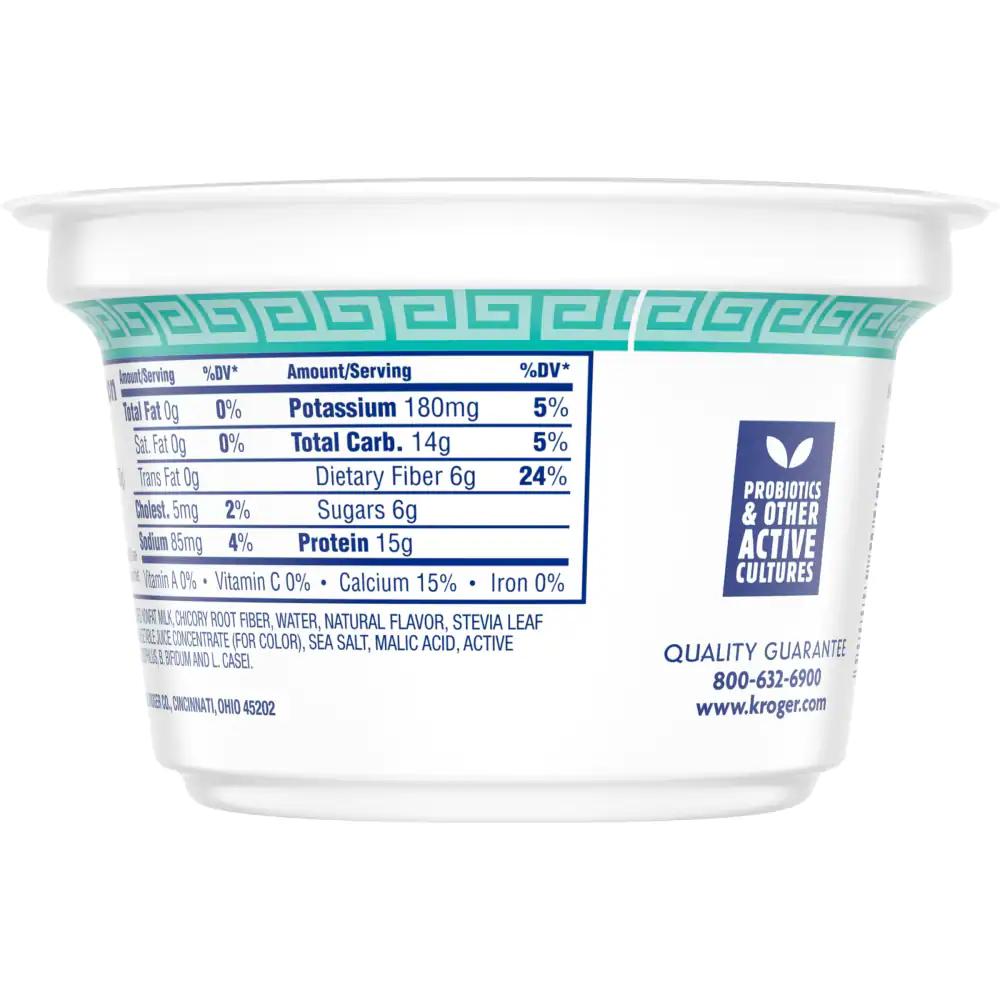 Amount/Serving %DV* Amount/Serving %DV*
Total Fat 0g 0% Potassium 180mg 5%
Sat. Fat 0g 0% Total Carb. 14g 5%
Trans Fat 0g Dietary Fiber 6g 24%
Cholest. 5mg 2% Sugars 6g
Sodium 85mg 4% Protein 15g
Vitamin A 0% • Vitamin C 0% • Calcium 15% • Iron 0%
NONFAT MILK, CHICORY ROOT FIBER, WATER, NATURAL FLAVOR, STEVIA LEAF
JUICE CONCENTRATE (FOR COLOR), SEA SALT, MALIC ACID, ACTIVE
B. BIFIDUM AND L. CASEI.
CO., CINCINNATI, OHIO 45202
PROBIOTICS
& OTHER
ACTIVE
CULTURES
QUALITY GUARANTEE
800-632-6900
www.kroger.com